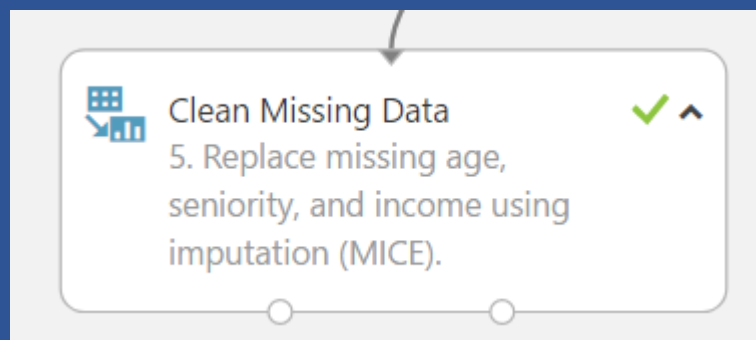 Clean Missing Data
5. Replace missing age,
seniority, and income using
imputation (MICE).